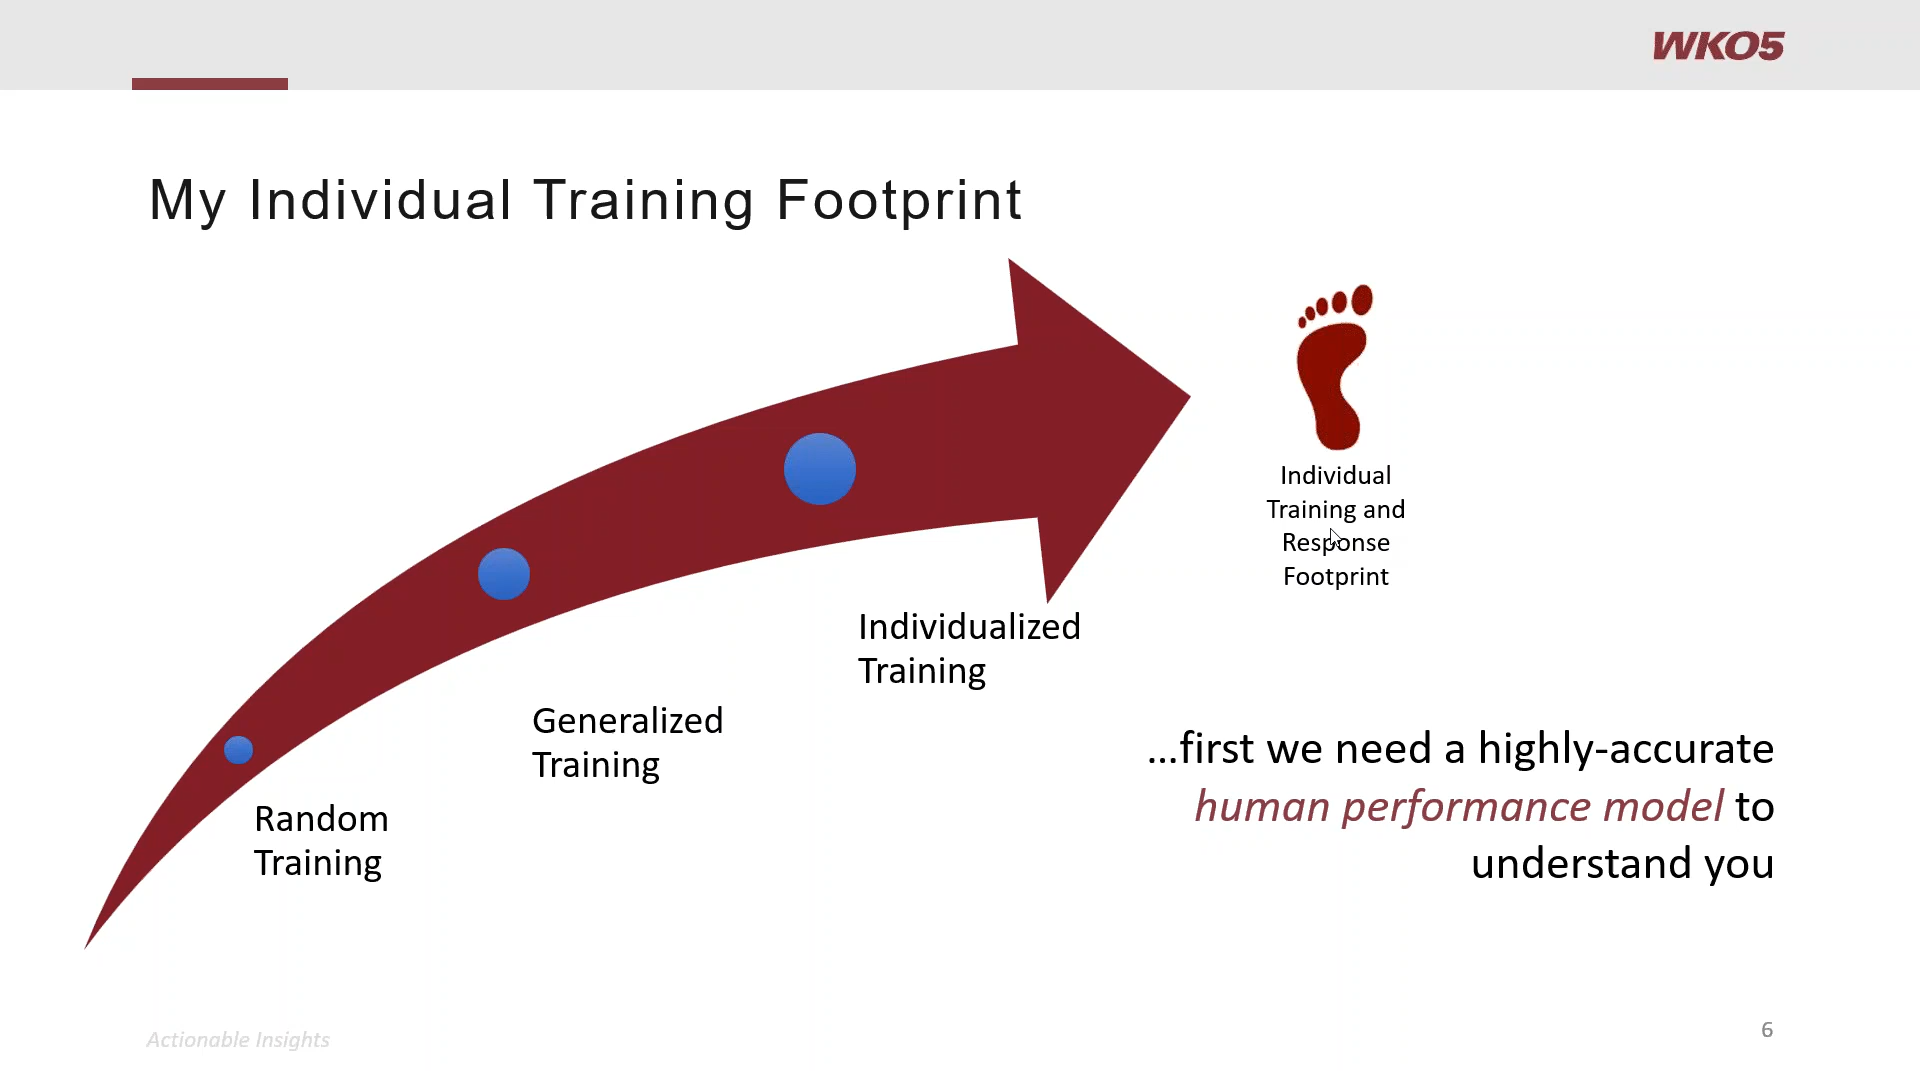 WKO5
My Individual Training Footprint
Individual
Training and
Response
Footprint
Individualized
Training
Generalized
Training
Random
Training
...first we need a highly-accurate
human performance model to
understand you
Actionable Insights
6